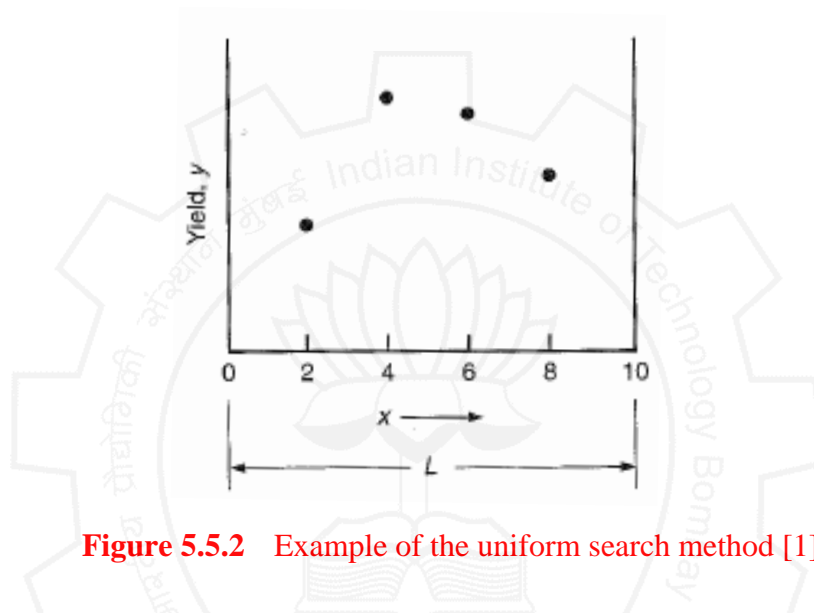 Yield, y
0 2 4 6 8 10
x
L
Indian Institute of Technology Bombay
Figure 5.5.2 Example of the uniform search method [1]